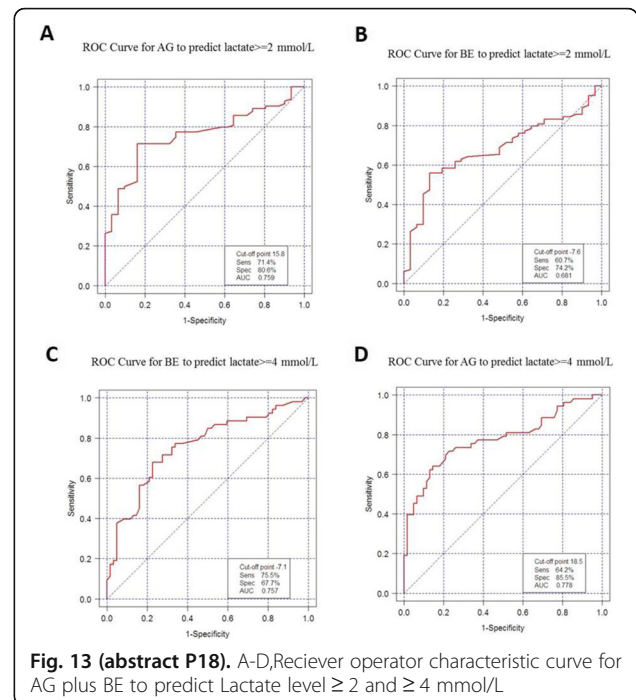 A
ROC Curve for AG to predict lactate>=2 mmol/L
1.0
0.8
0.6
0.4
0.2
0.0
Sensitivity
Cut-off point 15.8
Sens 71.4%
Spec 80.6%
AUC 0.759
0.0 0.2 0.4 0.6 0.8 1.0
1-Specificity
B
ROC Curve for BE to predict lactate>=2 mmol/L
1.0
0.8
0.6
0.4
0.2
0.0
Sensitivity
Cut-off point -7.6
Sens 60.7%
Spec 74.2%
AUC 0.681
0.0 0.2 0.4 0.6 0.8 1.0
1-Specificity
C
ROC Curve for BE to predict lactate>=4 mmol/L
1.0
0.8
0.6
0.4
0.2
0.0
Sensitivity
Cut-off point -7.1
Sens 75.5%
Spec 67.7%
AUC 0.757
0.0 0.2 0.4 0.6 0.8 1.0
1-Specificity
D
ROC Curve for AG to predict lactate>=4 mmol/L
1.0
0.8
0.6
0.4
0.2
0.0
Sensitivity
Cut-off point 18.5
Sens 64.2%
Spec 85.5%
AUC 0.778
0.0 0.2 0.4 0.6 0.8 1.0
1-Specificity
Fig. 13 (abstract P18). A-D,Reciever operator characteristic curve for
AG plus BE to predict Lactate level ≥ 2 and ≥ 4 mmol/L